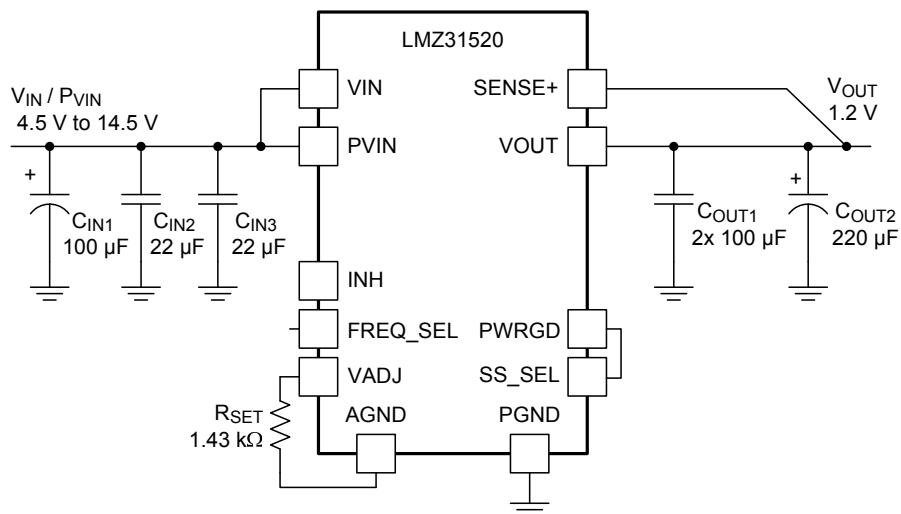 LMZ31520
VIN
SENSE+
V_IN / P_VIN
4.5 V to 14.5 V
V_OUT
1.2 V
PVIN
VOUT
+
+
C_IN1
100 µF
C_IN2
22 µF
C_IN3
22 µF
C_OUT1
2x 100 µF
C_OUT2
220 µF
INH
FREQ_SEL
PWRGD
VADJ
SS_SEL
R_SET
1.43 kΩ
AGND
PGND